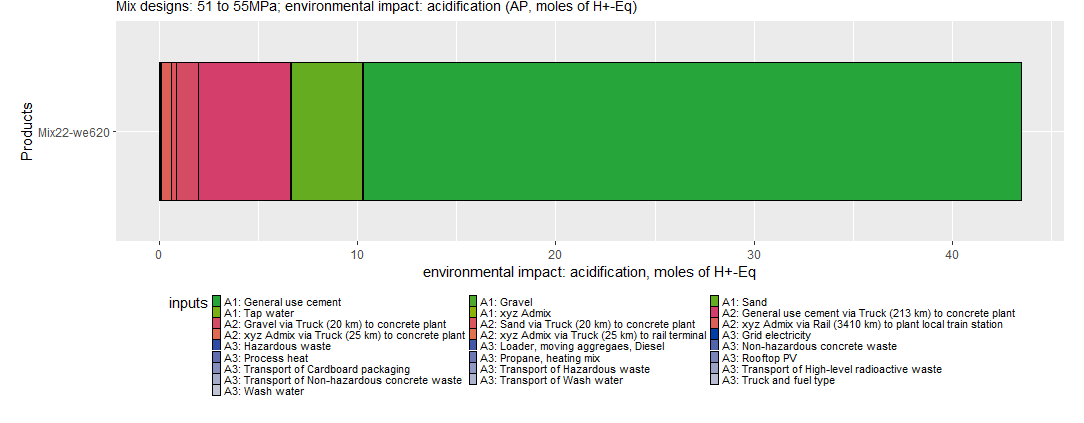 Mix designs: 51 to 55MPa; environmental impact: acidification (AP, moles of H+-Eq)
Products
Mix22-we620
0 10 20 30 40
environmental impact: acidification, moles of H+-Eq
inputs
A1: General use cement A1: Gravel A1: Sand
A1: Tap water A1: xyz Admix A2: General use cement via Truck (213 km) to concrete plant
A2: Gravel via Truck (20 km) to concrete plant A2: Sand via Truck (20 km) to concrete plant A2: xyz Admix via Rail (3410 km) to plant local train station
A2: xyz Admix via Truck (25 km) to concrete plant A2: xyz Admix via Truck (25 km) to rail terminal A3: Grid electricity
A3: Hazardous waste A3: Loader, moving aggregaes, Diesel A3: Non-hazardous concrete waste
A3: Process heat A3: Propane, heating mix A3: Rooftop PV
A3: Transport of Cardboard packaging A3: Transport of Hazardous waste A3: Transport of High-level radioactive waste
A3: Transport of Non-hazardous concrete waste A3: Transport of Wash water A3: Truck and fuel type
A3: Wash water